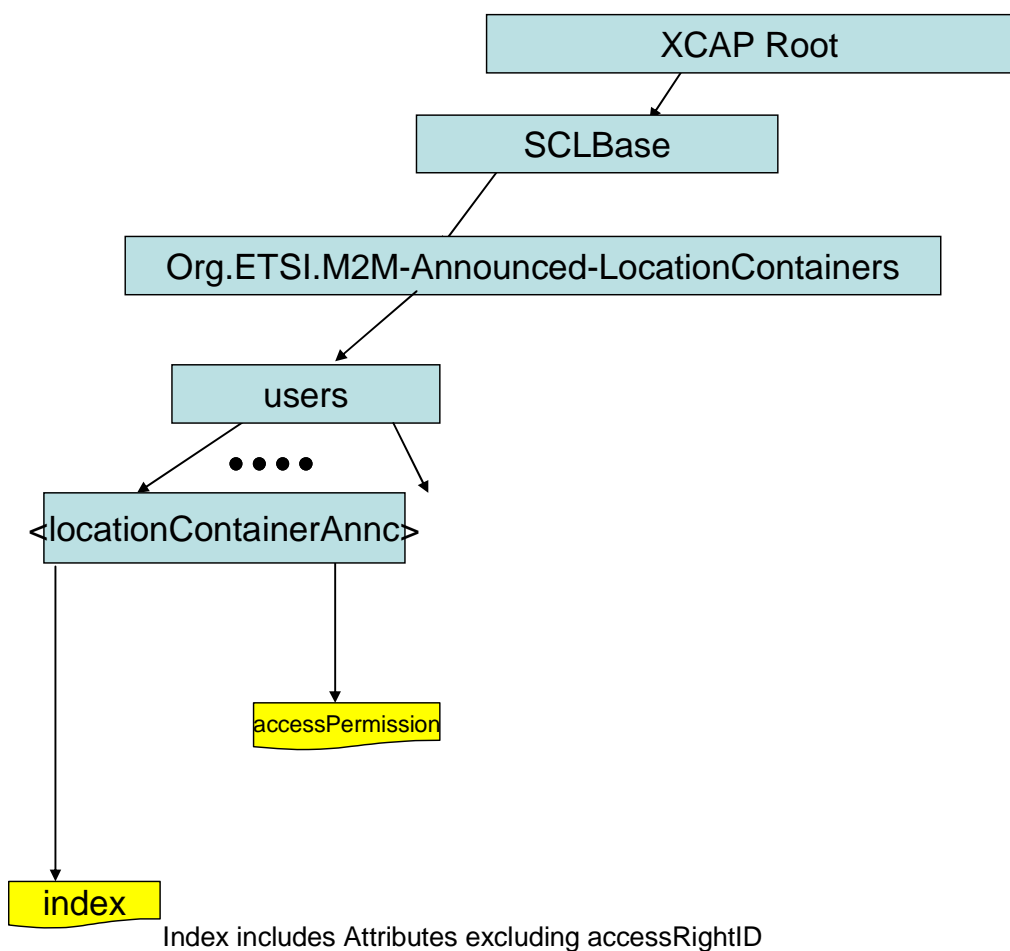 XCAP Root
SCLBase
Org.ETSI.M2M-Announced-LocationContainers
users
<locationContainerAnnc>
accessPermission
index
Index includes Attributes excluding accessRightID